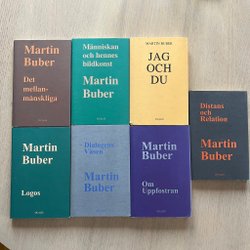 Martin
Buber
Det
mellan-
mänskliga
Människan
och hennes
bildkonst
Martin
Buber
MARTIN BUBER
JAG
OCH
DU
Distans
och
Relation
Martin
Buber
Martin
Buber
Logos
Dialogens
Väsen
Martin
Buber
Martin
Buber
Om
Uppfostran